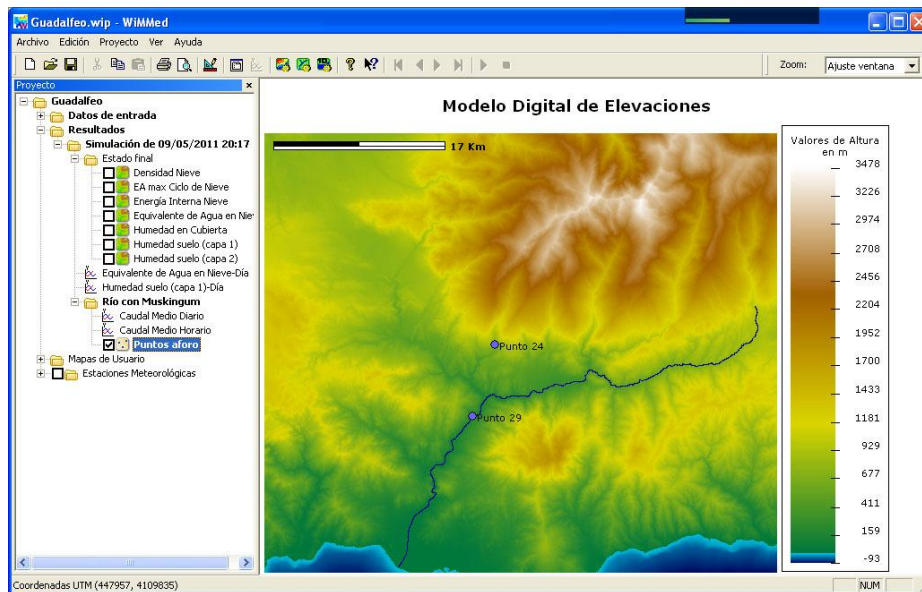 Guadalfeo.wip - WiMMed
Archivo Edición Proyecto Ver Ayuda
Zoom: Ajuste ventana
Proyecto
Guadalfeo
Datos de entrada
Resultados
Simulación de 09/05/2011 20:17
Estado final
Densidad Nieve
EA max Ciclo de Nieve
Energía Interna Nieve
Equivalente de Agua en Niev
Humedad en Cubierta
Humedad suelo (capa 1)
Humedad suelo (capa 2)
Equivalente de Agua en Nieve-Día
Humedad suelo (capa 1)-Día
Río con Muskingum
Caudal Medio Diario
Caudal Medio Horario
Puntos aforo
Mapas de Usuario
Estaciones Meteorológicas
Modelo Digital de Elevaciones
17 Km
Punto 24
Punto 29
Valores de Altura
en m
3478
3226
2974
2708
2456
2204
1952
1700
1433
1181
929
677
411
159
-93
Coordenadas UTM (447957, 4109835)
NUM